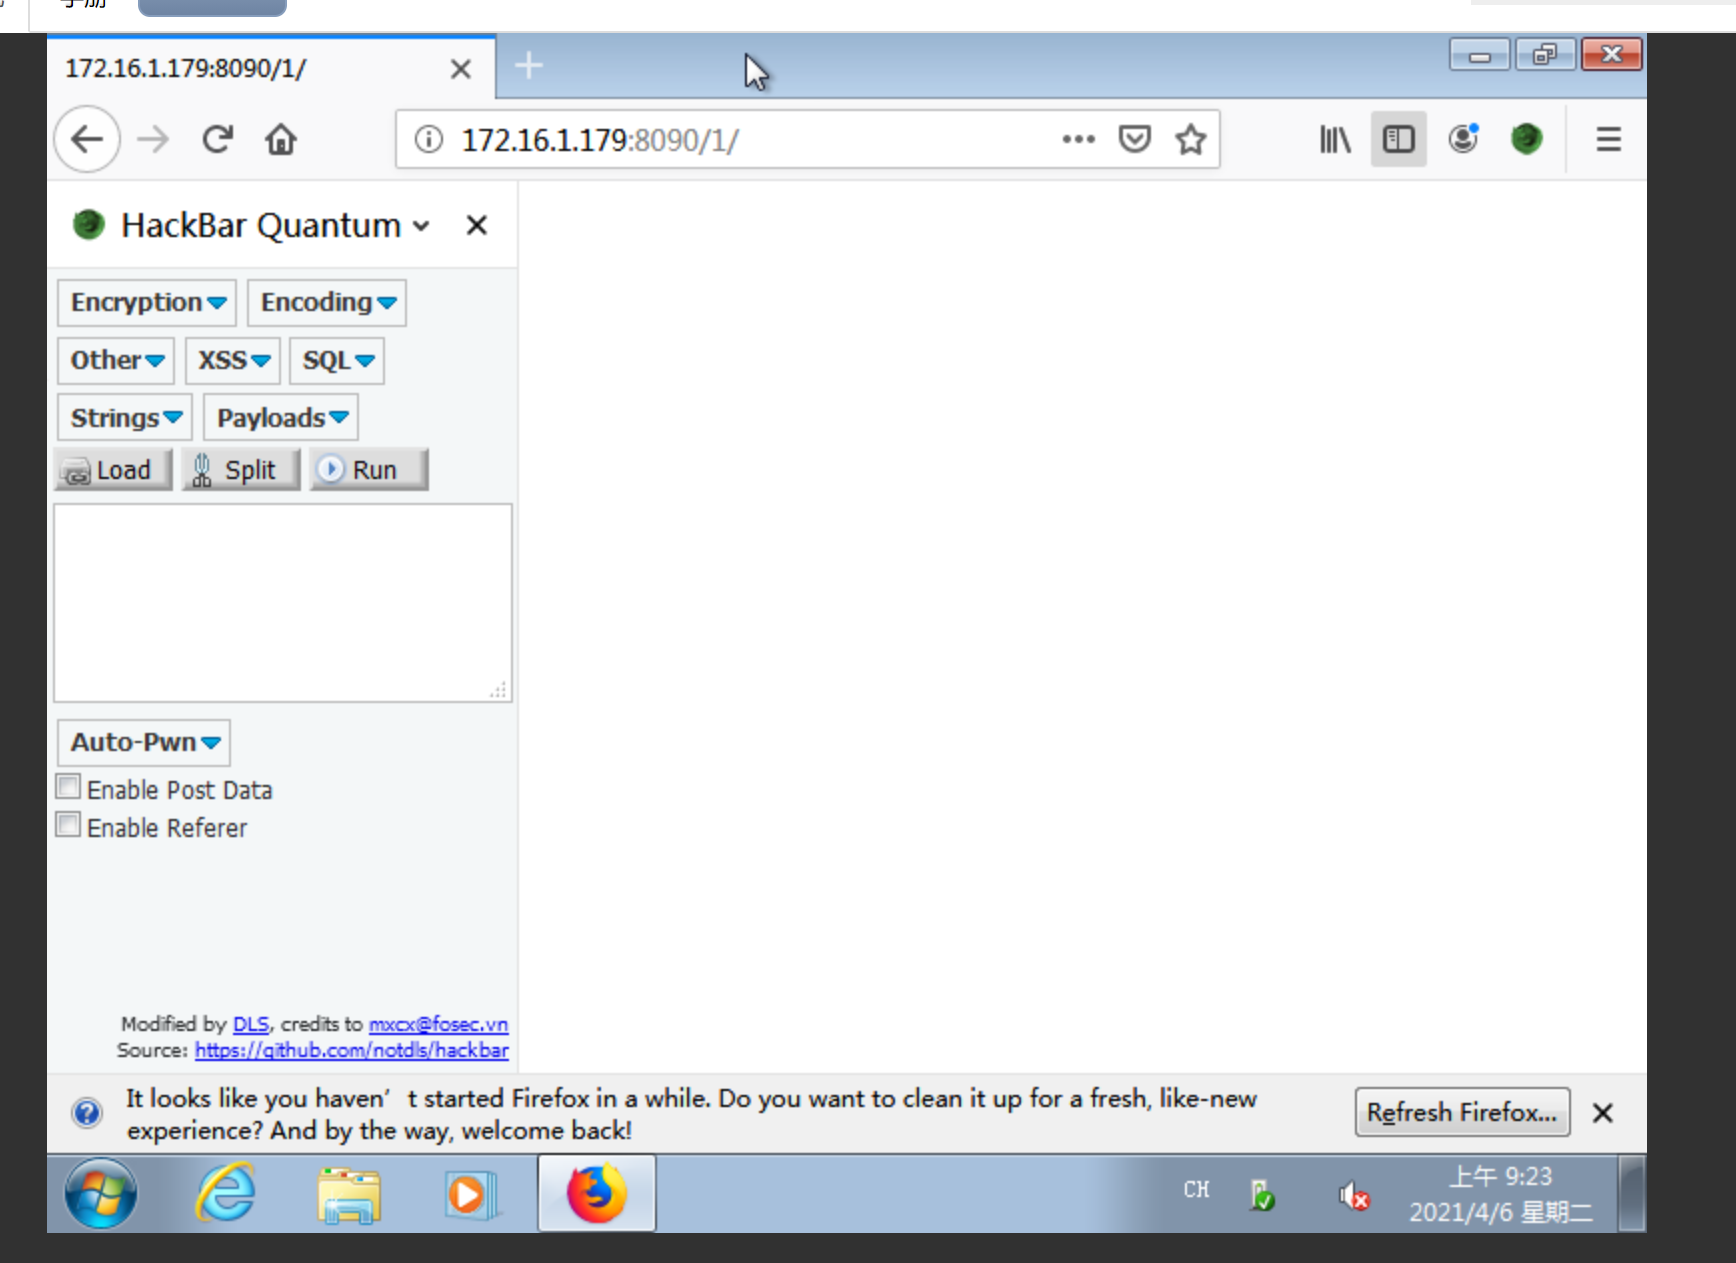 手册
172.16.1.179:8090/1/
172.16.1.179:8090/1/
HackBar Quantum
Encryption Encoding
Other XSS SQL
Strings Payloads
Load Split Run
Auto-Pwn
Enable Post Data
Enable Referer
Modified by DLS, credits to mxcx@fosec.vn
Source: https://github.com/notdls/hackbar
It looks like you haven’t started Firefox in a while. Do you want to clean it up for a fresh, like-new
experience? And by the way, welcome back!
Refresh Firefox...
CH
上午 9:23
2021/4/6 星期二